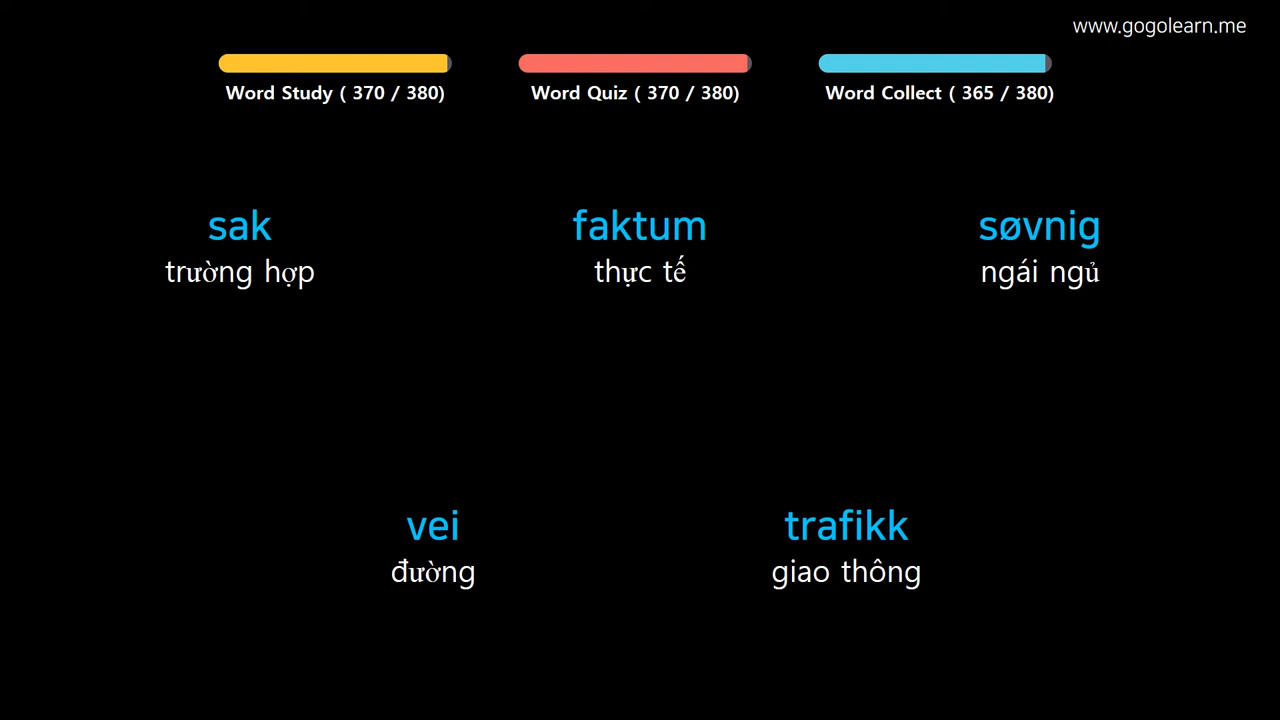 www.gogolearn.me
Word Study ( 370 / 380)
Word Quiz ( 370 / 380)
Word Collect ( 365 / 380)
sak
trường hợp
faktum
thực tế
søvnig
ngái ngủ
vei
đường
trafikk
giao thông